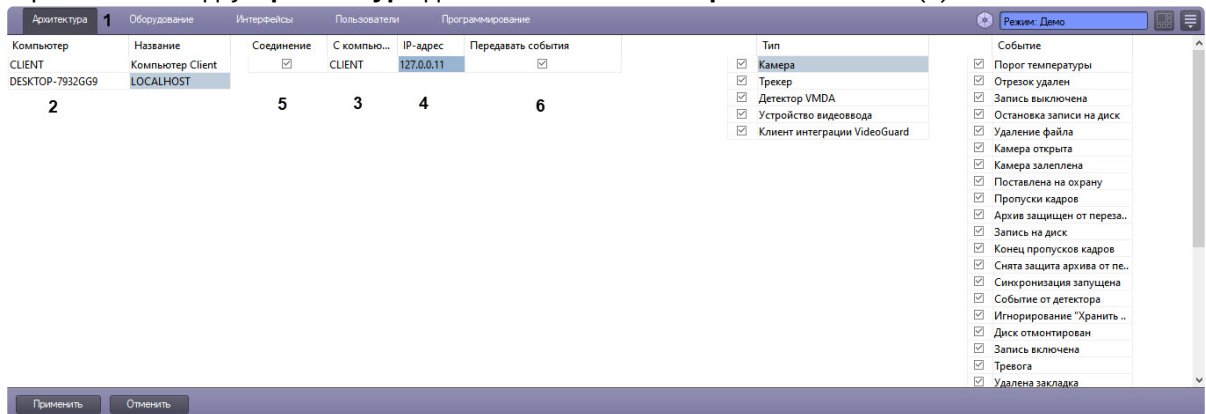 Архитектура 1 Оборудование Интерфейсы Пользователи Программирование Режим: Демо
Компьютер Название Соединение С компью... IP-адрес Передавать события Тип Событие
CLIENT Компьютер Client CLIENT 127.0.0.11 Камера Порог температуры
DESKTOP-7932GG9 LOCALHOST Трекер Отрезок удален
2 5 3 4 6 Детектор VMDA Запись выключена
Устройство видеоввода Остановка записи на диск
Клиент интеграции VideoGuard Удаление файла
Камера открыта
Камера залеплена
Поставлена на охрану
Пропуски кадров
Архив защищен от переза..
Запись на диск
Конец пропусков кадров
Снята защита архива от пе..
Синхронизация запущена
Событие от детектора
Игнорирование "Хранить ..
Диск отмонтирован
Запись включена
Тревога
Удалена закладка
Применить Отменить